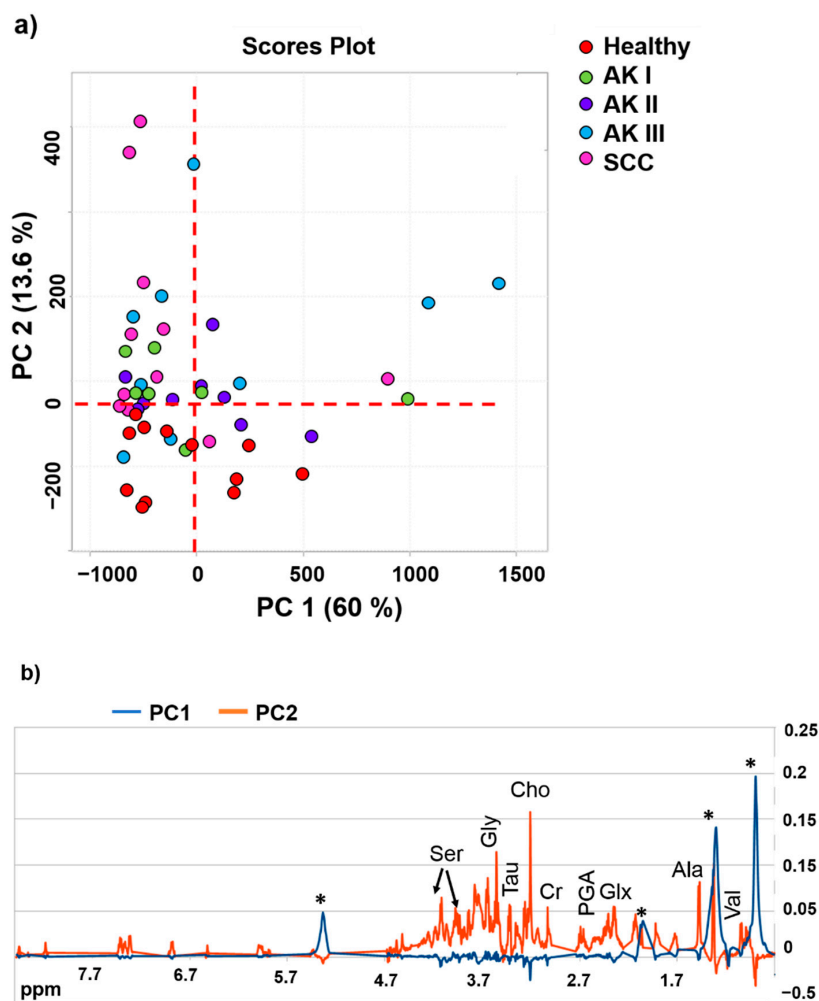 a)
Scores Plot
Healthy
AK I
AK II
AK III
SCC
PC 2 (13.6 %)
400
200
0
−200
−1000
0
500
1000
1500
PC 1 (60 %)
b)
PC1
PC2
0.25
0.2
0.15
0.15
0.05
0
−0.5
*
*
*
*
Ser
Gly
Tau
Cho
Cr
PGA
Glx
Ala
Val
ppm
7.7
6.7
5.7
4.7
3.7
2.7
1.7